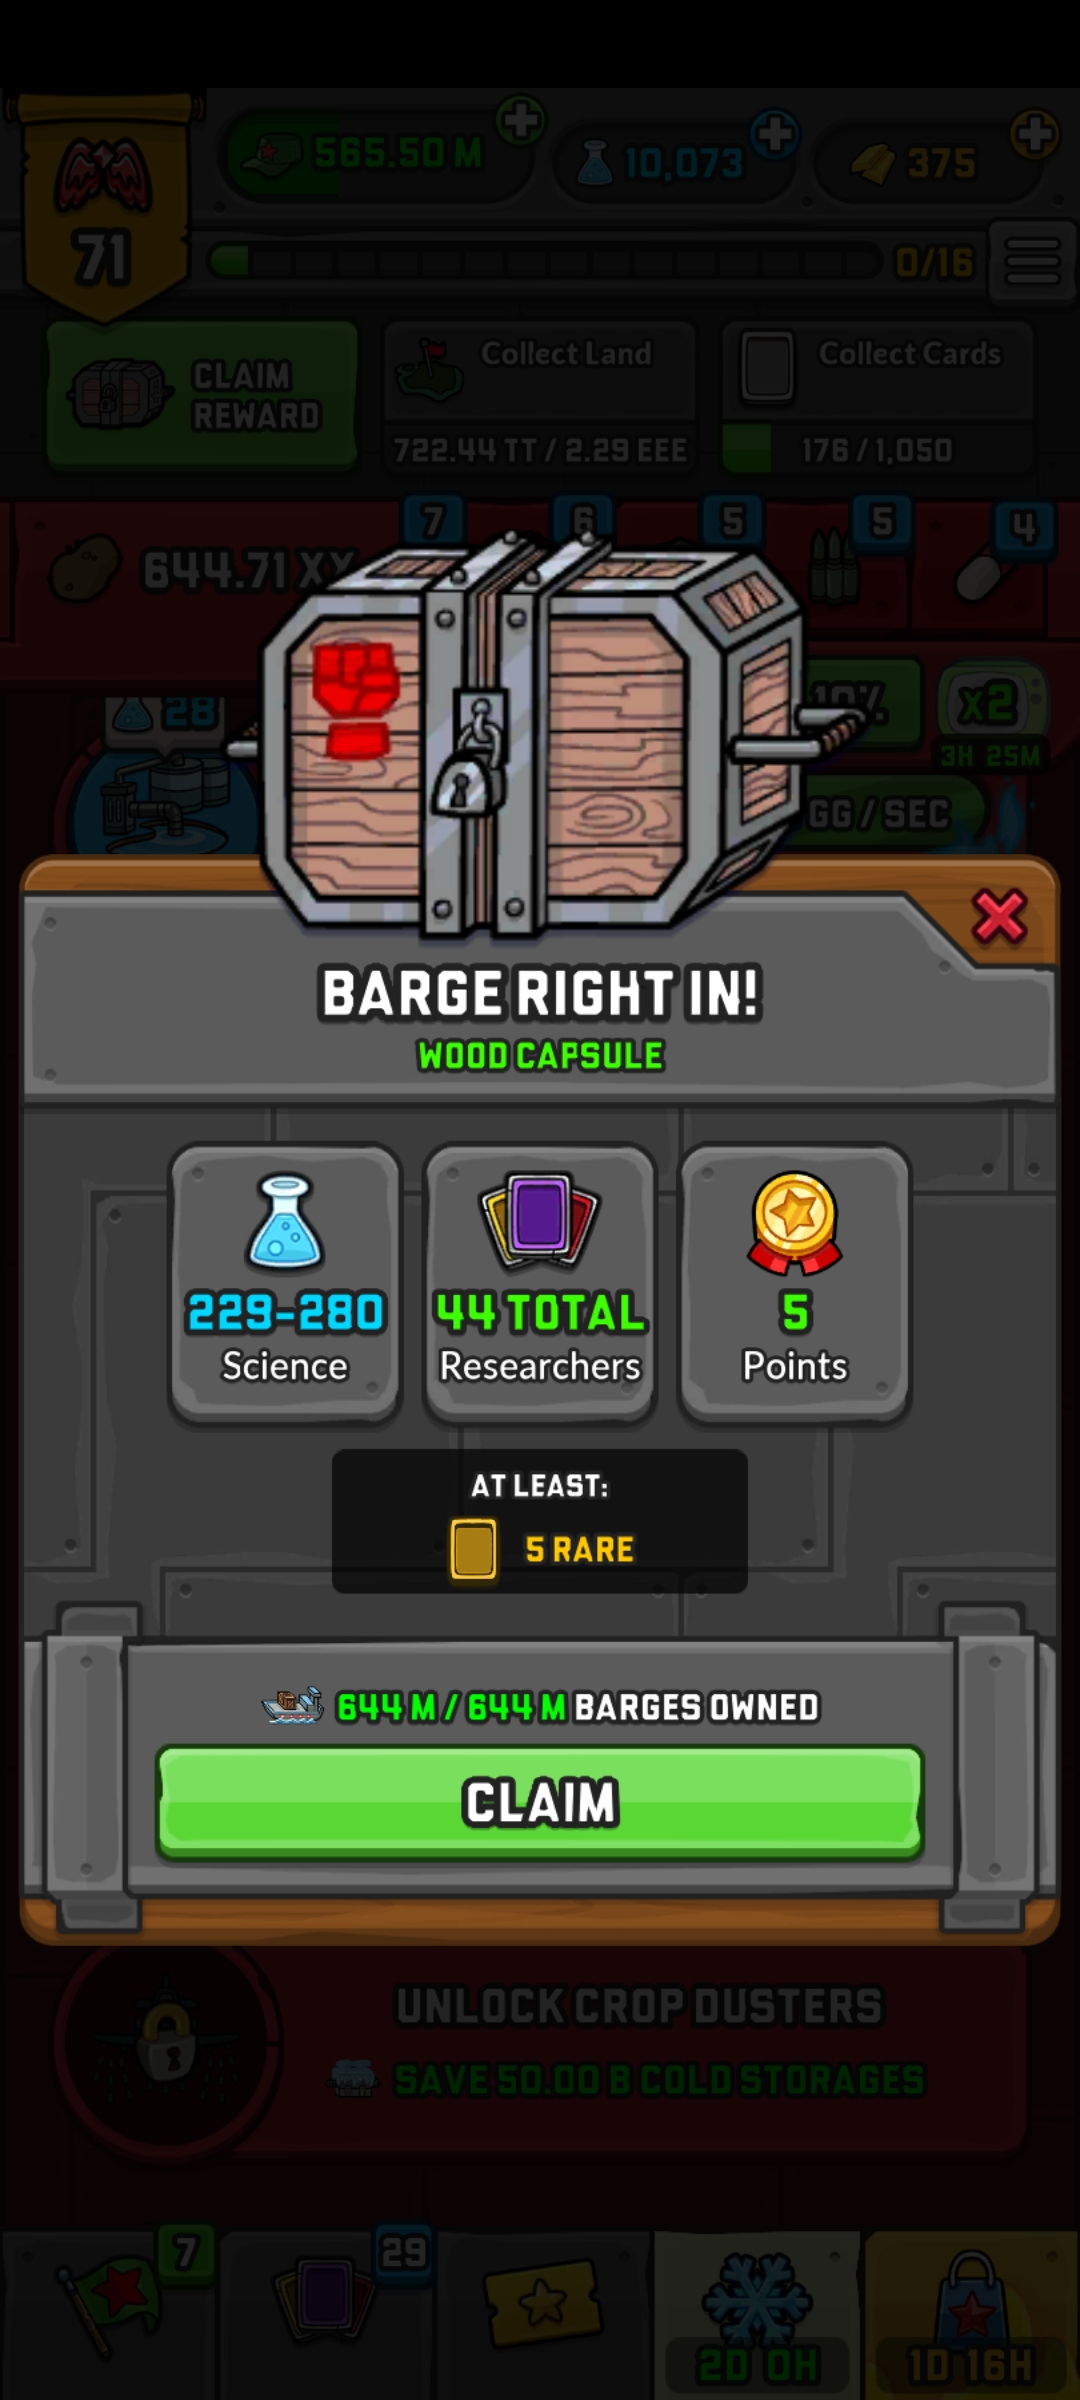 565.50 M
10,073
375
71
0/16
CLAIM
REWARD
Collect Land
722.44 TT / 2.29 EEE
Collect Cards
176 / 1,050
7
6
5
5
4
644.71 XX
28
10%
x2
3H 25M
GG / SEC
BARGE RIGHT IN!
WOOD CAPSULE
229-280
Science
44 TOTAL
Researchers
5
Points
AT LEAST:
5 RARE
644 M / 644 M BARGES OWNED
CLAIM
UNLOCK CROP DUSTERS
SAVE 50.00 B COLD STORAGES
7
29
2D 0H
1D 16H